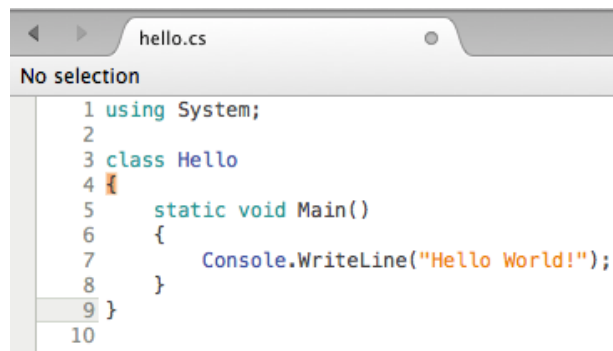 hello.cs
No selection
1 using System;
2
3 class Hello
4 {
5     static void Main()
6     {
7         Console.WriteLine("Hello World!");
8     }
9 }
10